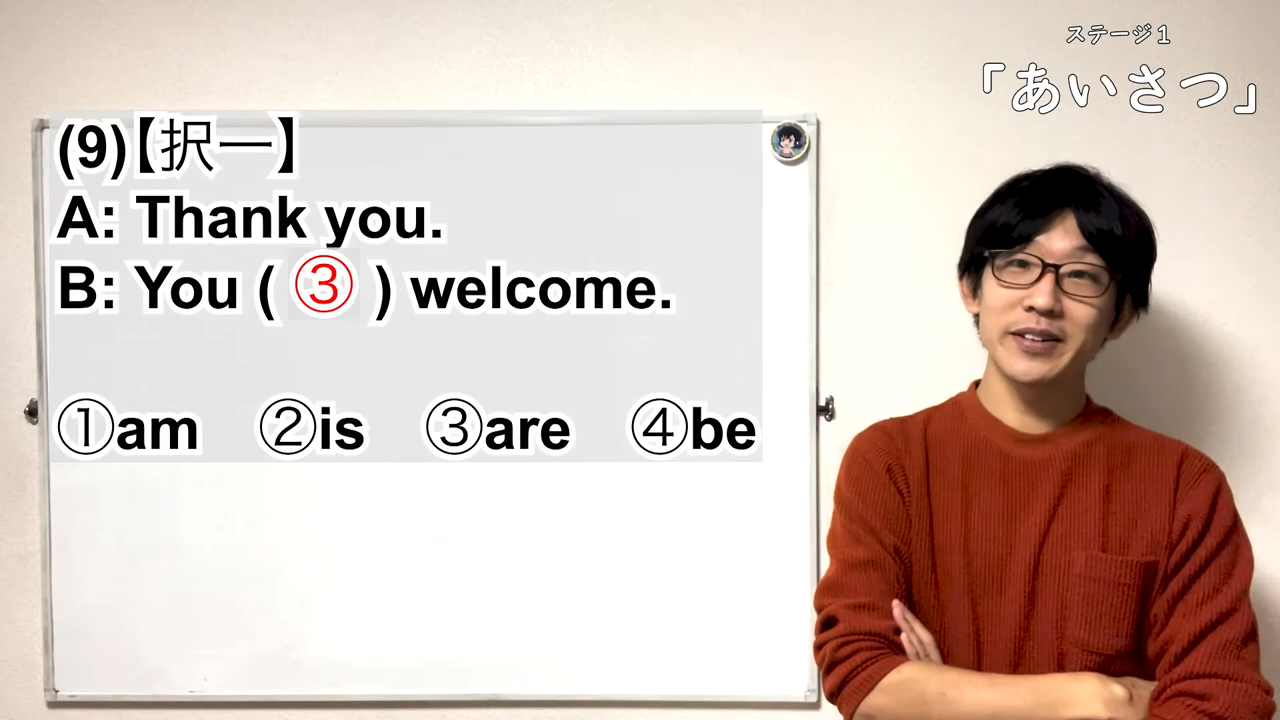 ステージ1
「あいさつ」
(9)【択一】
A: Thank you.
B: You ( ③ ) welcome.
①am ②is ③are ④be